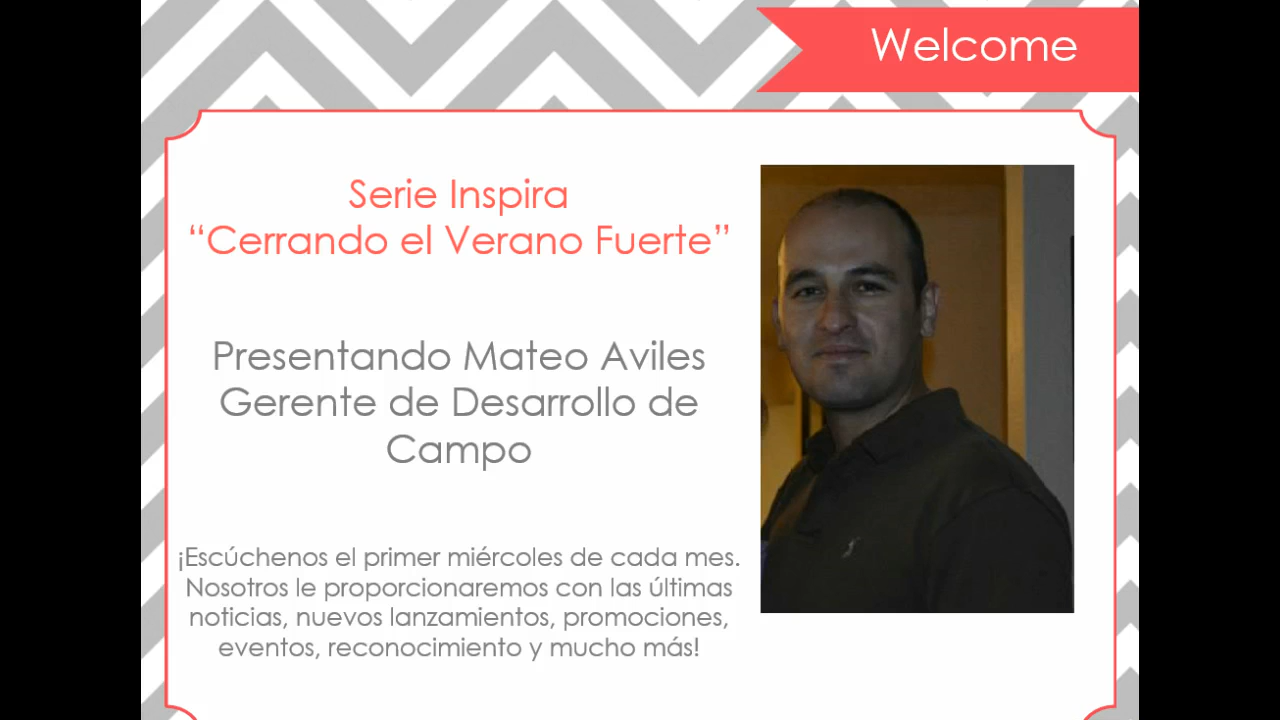 Welcome
Serie Inspira
“Cerrando el Verano Fuerte”
Presentando Mateo Aviles
Gerente de Desarrollo de
Campo
¡Escúchenos el primer miércoles de cada mes.
Nosotros le proporcionaremos con las últimas
noticias, nuevos lanzamientos, promociones,
eventos, reconocimiento y mucho más!